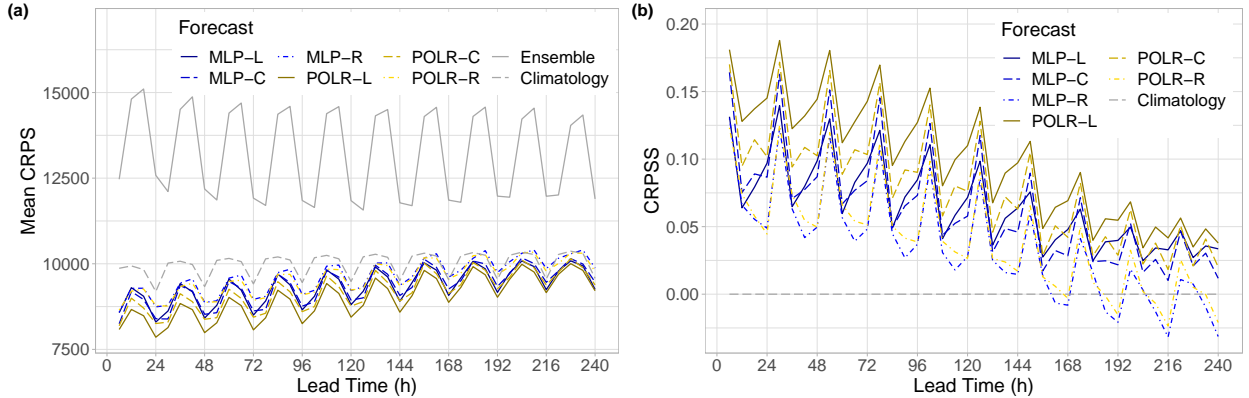 (a)
Forecast
MLP−L MLP−R POLR−C Ensemble
MLP−C POLR−L POLR−R Climatology
Mean CRPS
15000
12500
10000
7500
0 24 48 72 96 120 144 168 192 216 240
Lead Time (h)
(b)
Forecast
MLP−L POLR−C
MLP−C POLR−R
MLP−R Climatology
POLR−L
CRPSS
0.20
0.15
0.10
0.05
0.00
0 24 48 72 96 120 144 168 192 216 240
Lead Time (h)